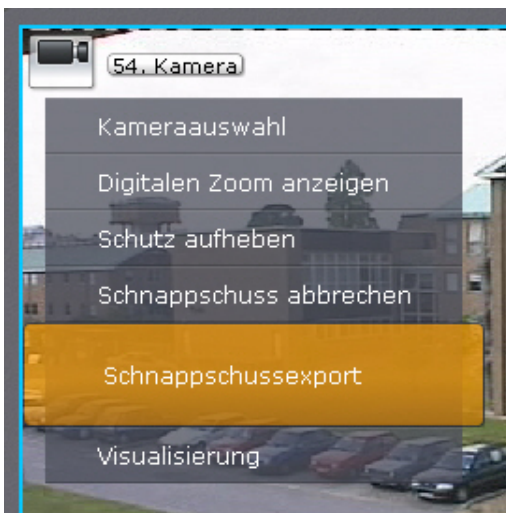 54. Kamera
Kameraauswahl
Digitalen Zoom anzeigen
Schutz aufheben
Schnappschuss abbrechen
Schnappschussexport
Visualisierung